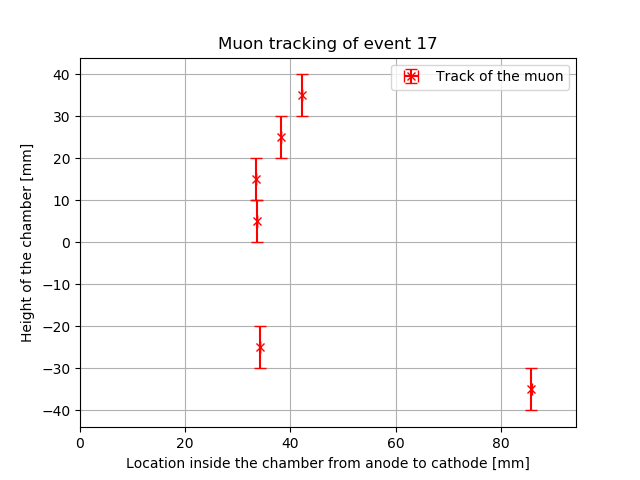 Muon tracking of event 17
Track of the muon
40
30
20
10
0
−10
−20
−30
−40
Height of the chamber [mm]
0 20 40 60 80
Location inside the chamber from anode to cathode [mm]